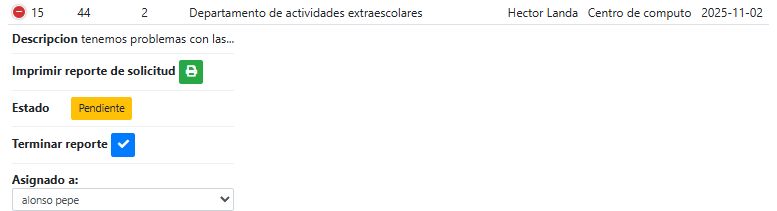 15 44 2 Departamento de actividades extraescolares Hector Landa Centro de computo 2025-11-02
Descripcion tenemos problemas con las...
Imprimir reporte de solicitud
Estado Pendiente
Terminar reporte
Asignado a:
alonso pepe